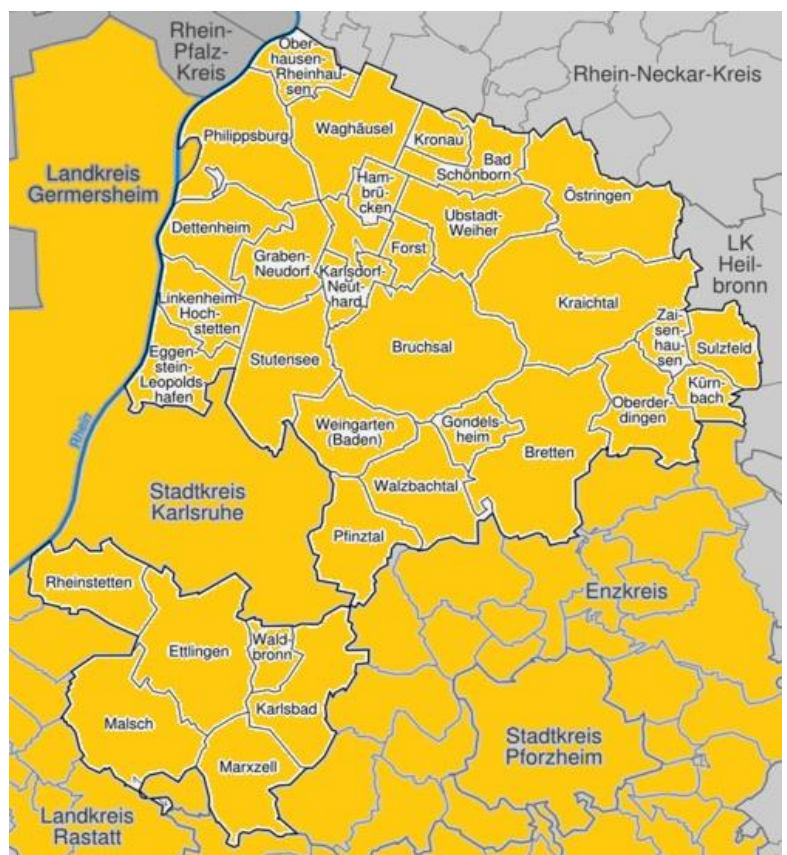 Rhein-
Pfalz-
Kreis
Ober-
hausen-
Rheinhau-
sen
Rhein-Neckar-Kreis
Philippsburg
Waghäusel
Kronau
Bad
Schönborn
Landkreis
Germersheim
Ham-
brü-
cken
Östringen
Dettenheim
Ubstadt-
Weiher
Graben-
Neudorf
Forst
LK
Heil-
bronn
Karlsdorf-
Neut-
hard
Linkenheim-
Hoch-
stetten
Kraichtal
Zai-
sen-
hau-
sen
Sulzfeld
Eggen-
stein-
Leopolds
hafen
Stutensee
Bruchsal
Kürn-
bach
Oberder-
dingen
Rhein
Weingarten
(Baden)
Gondels-
heim
Bretten
Stadtkreis
Karlsruhe
Walzbachtal
Pfinztal
Rheinstetten
Enzkreis
Ettlingen
Wald-
bronn
Karlsbad
Malsch
Stadtkreis
Pforzheim
Marxzell
Landkreis
Rastatt